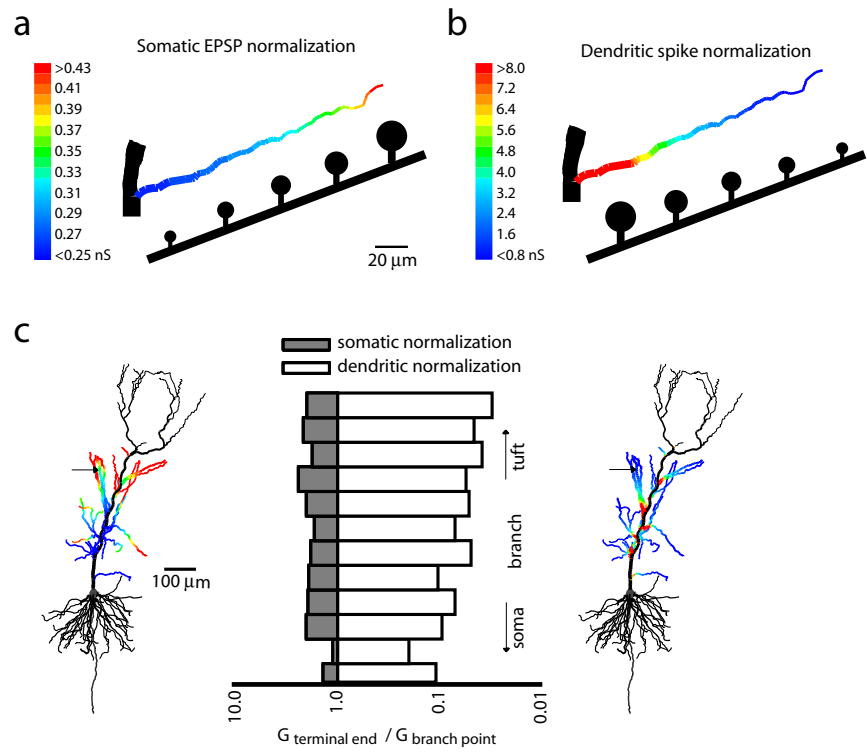 a
Somatic EPSP normalization
>0.43
0.41
0.39
0.37
0.35
0.33
0.31
0.29
0.27
<0.25 nS
20 μm
b
Dendritic spike normalization
>8.0
7.2
6.4
5.6
4.8
4.0
3.2
2.4
1.6
<0.8 nS
c
somatic normalization
dendritic normalization
100 μm
tuft
branch
soma
10.0
1.0
0.1
0.01
G terminal end / G branch point